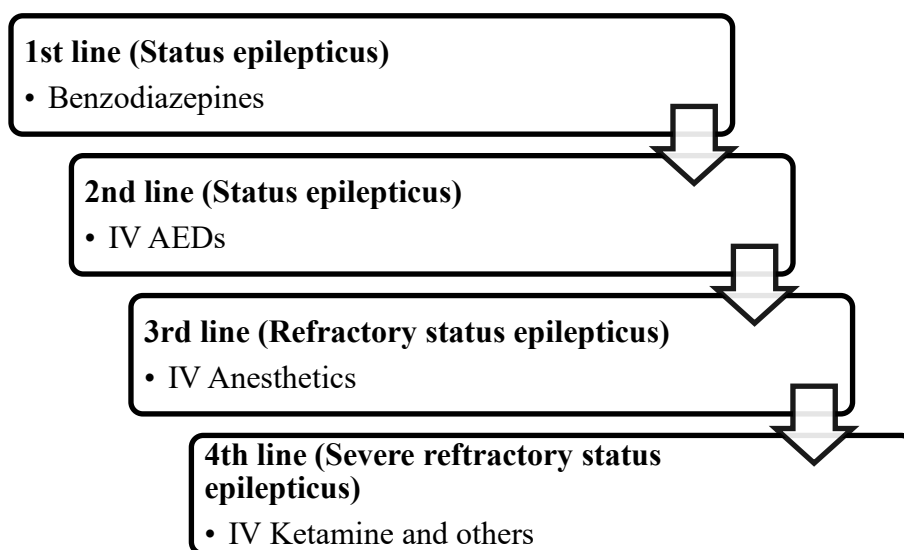 1st line (Status epilepticus)
• Benzodiazepines
2nd line (Status epilepticus)
• IV AEDs
3rd line (Refractory status epilepticus)
• IV Anesthetics
4th line (Severe reftractory status
epilepticus)
• IV Ketamine and others